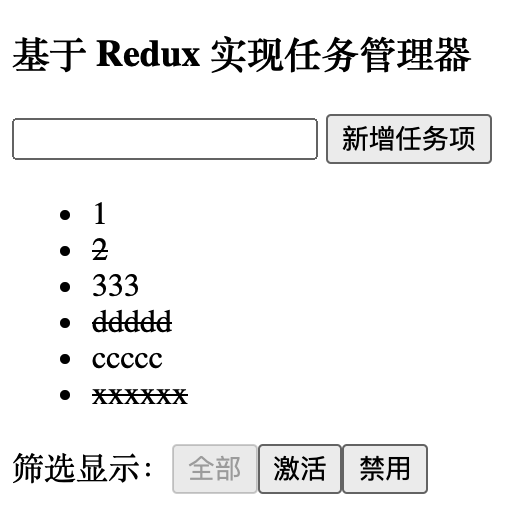 基于 Redux 实现任务管理器
新增任务项
1
2
333
ddddd
ccccc
xxxxxx
筛选显示： 全部 激活 禁用